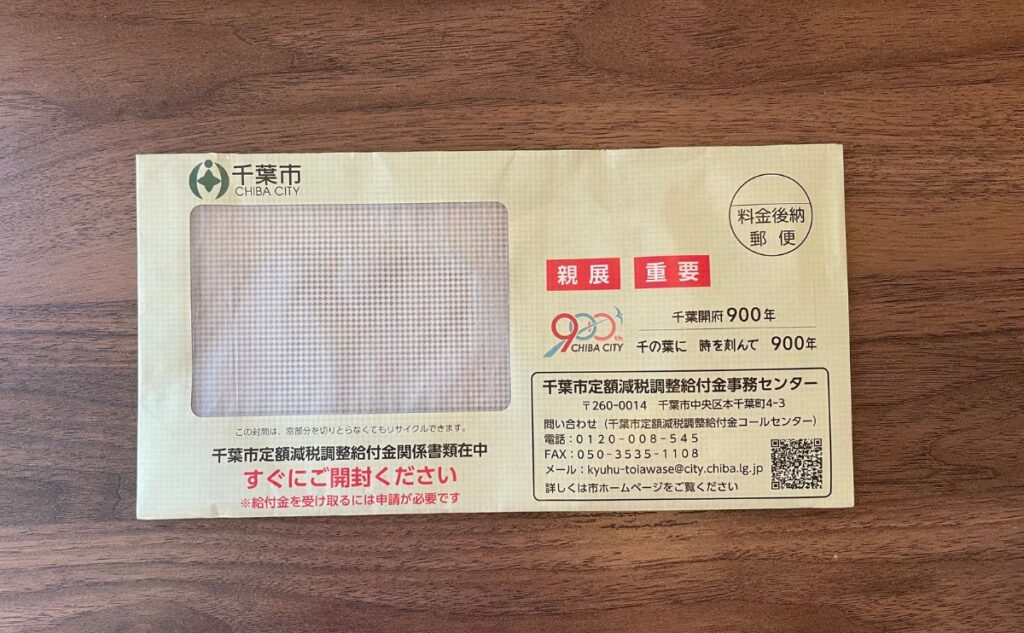 千葉市
CHIBA CITY
料金後納
郵便
親展
重要
900th
CHIBA CITY
千葉開府900年
千の葉に 時を刻んで 900年
この封筒は、窓部分を切りとらなくてもリサイクルできます。
千葉市定額減税調整給付金関係書類在中
すぐにご開封ください
※給付金を受け取るには申請が必要です
千葉市定額減税調整給付金事務センター
〒260-0014 千葉市中央区本千葉町4-3
問い合わせ(千葉市定額減税調整給付金コールセンター)
電話:0120-008-545
FAX:050-3535-1108
メール:kyuhu-toiawase@city.chiba.lg.jp
詳しくは市ホームページをご覧ください